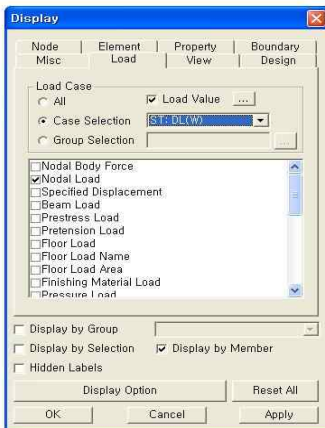 Display
Node Element Property Boundary
Misc Load View Design
Load Case
All Load Value ...
Case Selection ST: DL(W)
Group Selection ...
Nodal Body Force
Nodal Load
Specified Displacement
Beam Load
Prestress Load
Pretension Load
Floor Load
Floor Load Name
Floor Load Area
Finishing Material Load
Pressure Load
Display by Group
Display by Selection Display by Member
Hidden Labels
Display Option Reset All
OK Cancel Apply